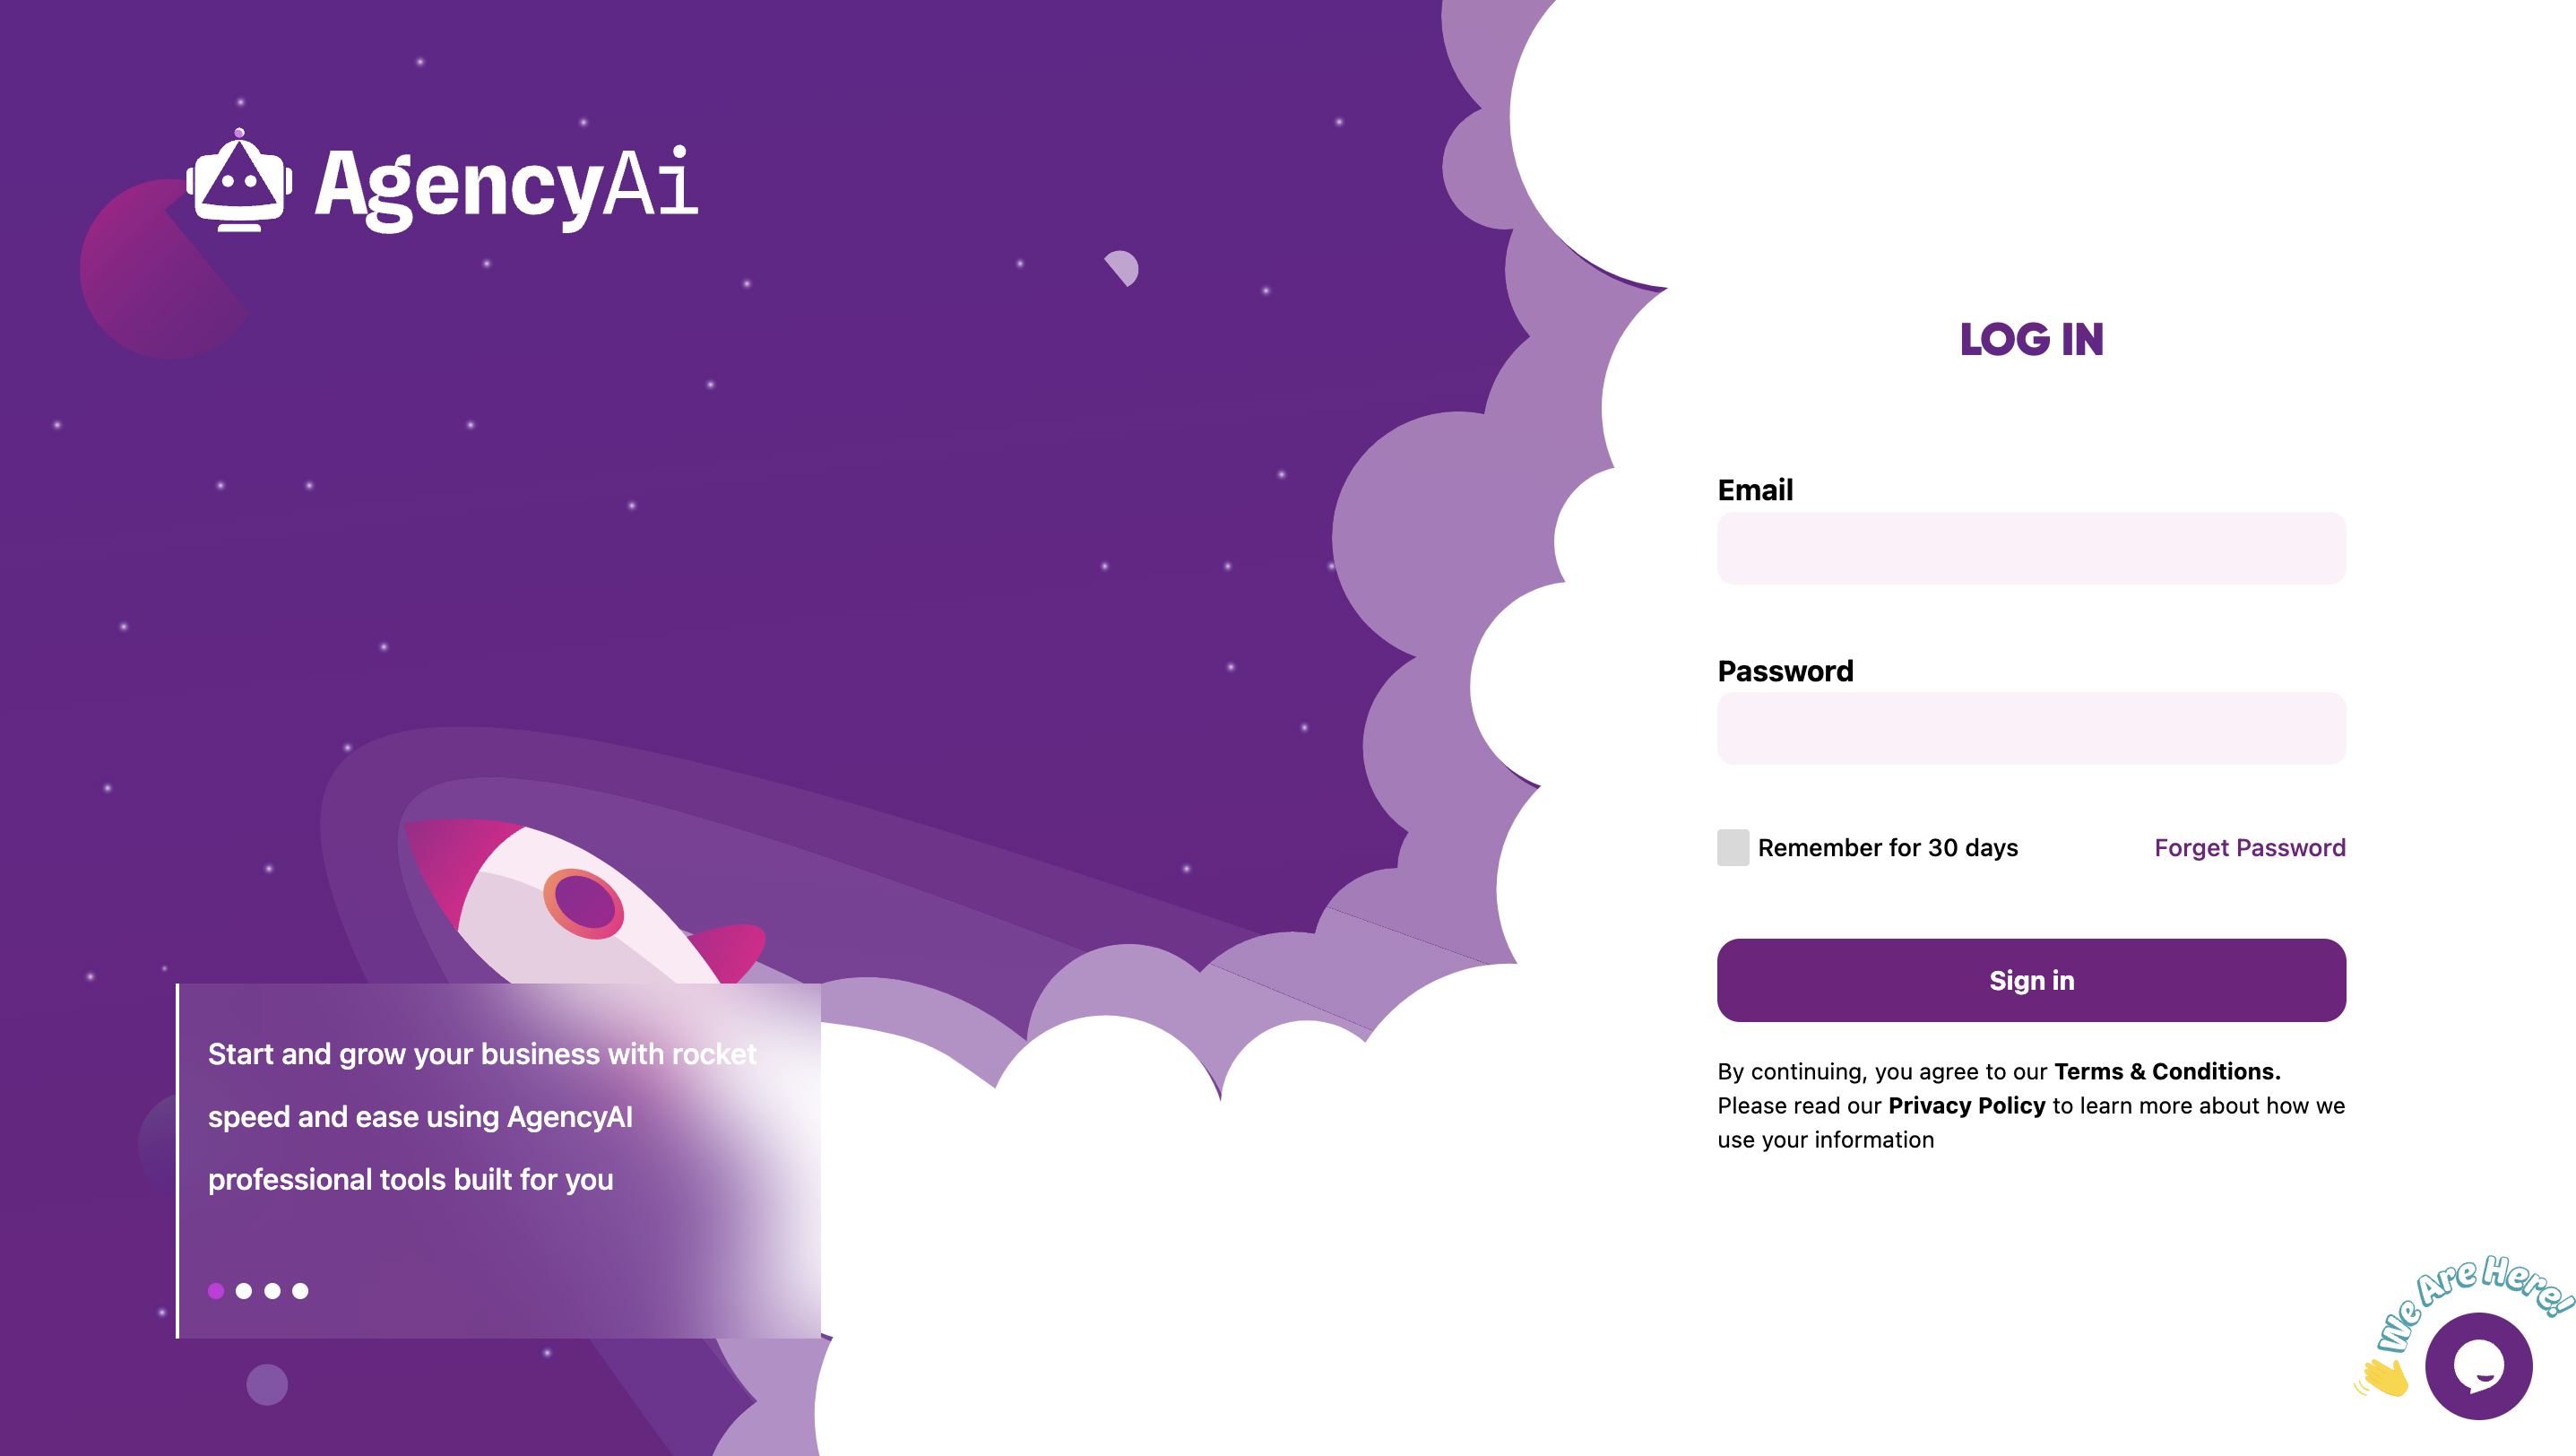 AgencyAi
LOG IN
Email
Password
Remember for 30 days
Forget Password
Sign in
By continuing, you agree to our Terms & Conditions.
Please read our Privacy Policy to learn more about how we
use your information
Start and grow your business with rocket
speed and ease using AgencyAI
professional tools built for you
We Are Here!